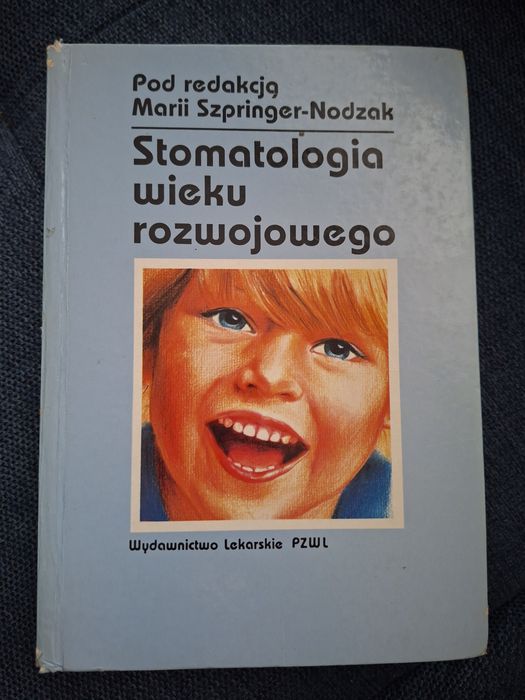 Pod redakcją
Marii Szpringer-Nodzak
Stomatologia
wieku
rozwojowego
Wydawnictwo Lekarskie PZWL